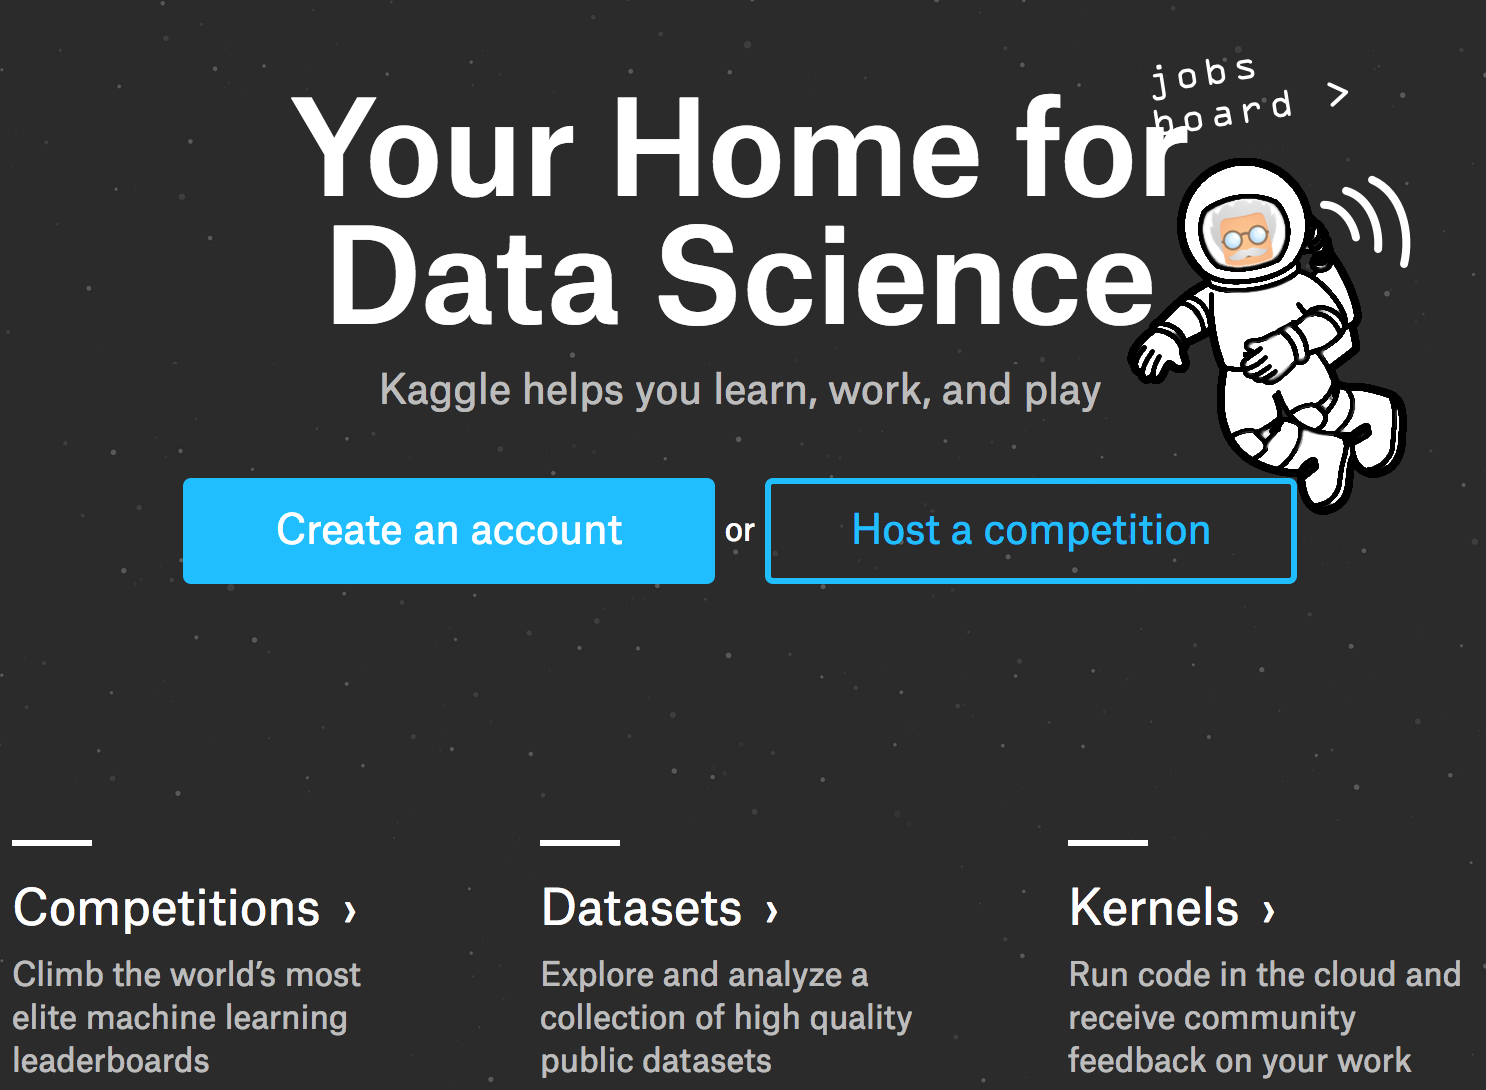 jobs
board >
Your Home for
Data Science
Kaggle helps you learn, work, and play
Create an account or Host a competition
Competitions ›
Climb the world’s most
elite machine learning
leaderboards
Datasets ›
Explore and analyze a
collection of high quality
public datasets
Kernels ›
Run code in the cloud and
receive community
feedback on your work